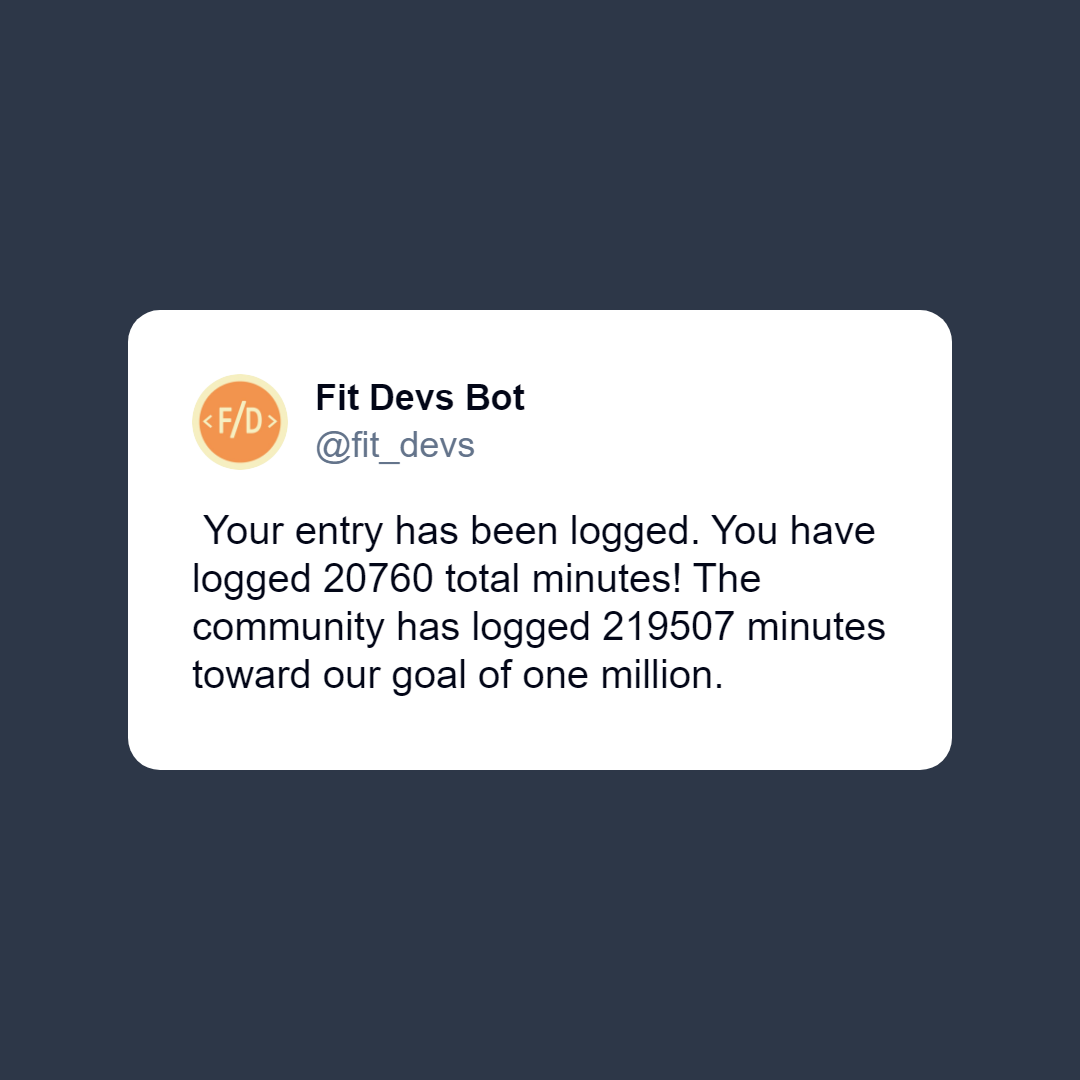 <F/D>
Fit Devs Bot
@fit_devs
Your entry has been logged. You have
logged 20760 total minutes! The
community has logged 219507 minutes
toward our goal of one million.